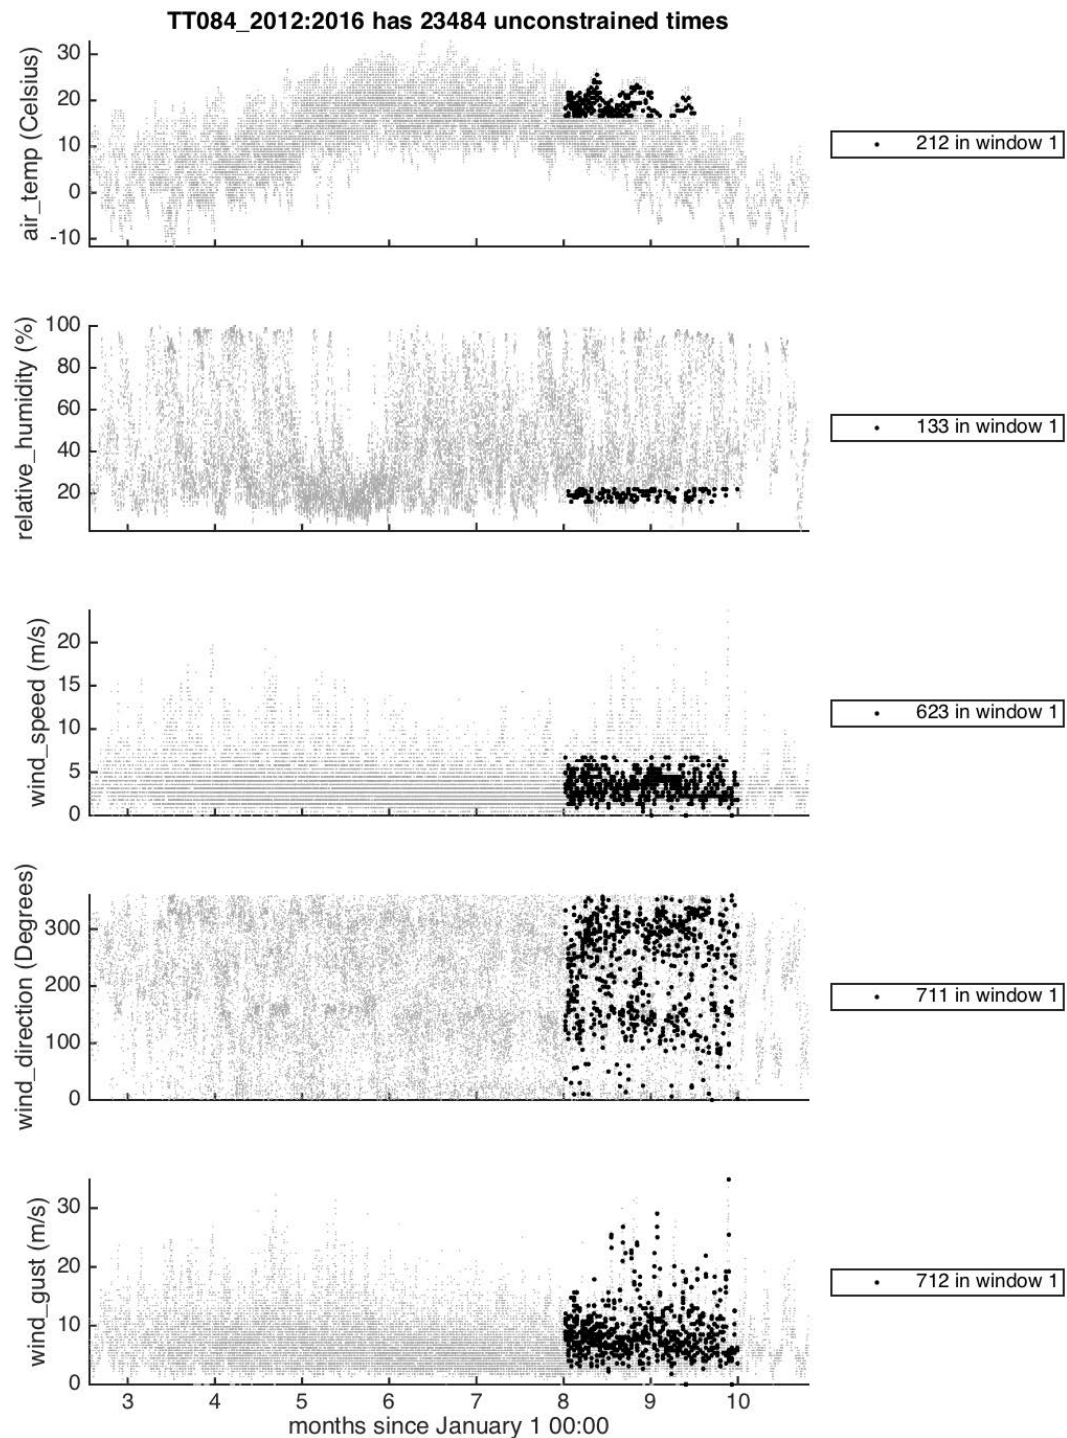 TT084_2012:2016 has 23484 unconstrained times
air_temp (Celsius)
30
20
10
0
-10
212 in window 1
relative_humidity (%)
100
80
60
40
20
133 in window 1
wind_speed (m/s)
20
15
10
5
0
623 in window 1
wind_direction (Degrees)
300
200
100
0
711 in window 1
wind_gust (m/s)
30
20
10
0
712 in window 1
3 4 5 6 7 8 9 10
months since January 1 00:00